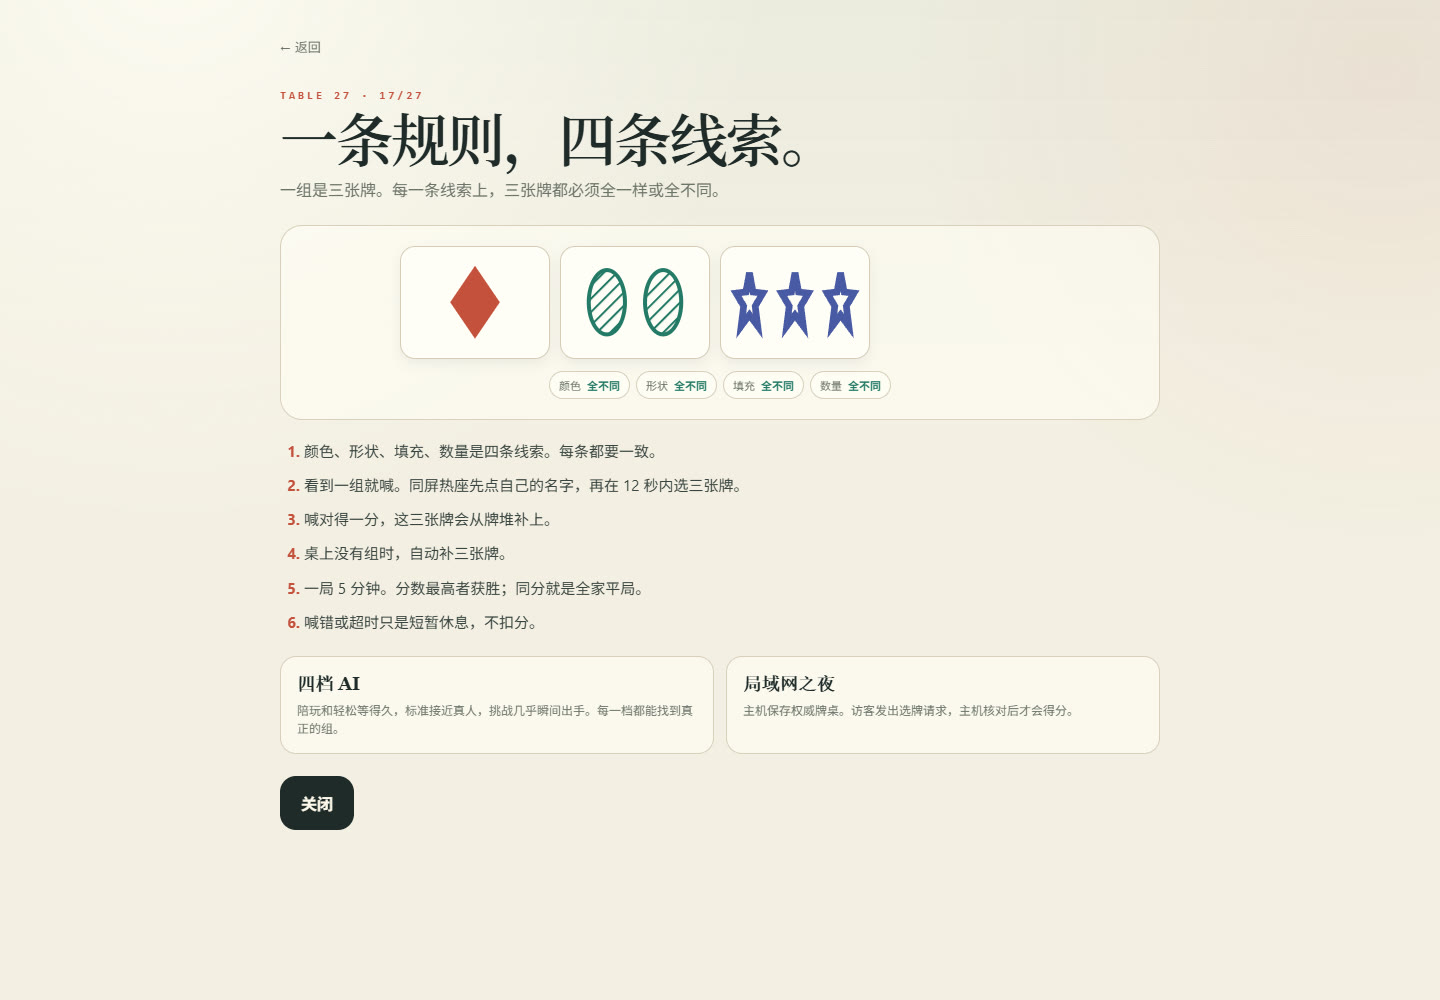 ← 返回
TABLE 27 · 17/27
一条规则，四条线索。
一组是三张牌。每一条线索上，三张牌都必须全一样或全不同。
颜色 全不同 形状 全不同 填充 全不同 数量 全不同
1. 颜色、形状、填充、数量是四条线索。每条都要一致。
2. 看到一组就喊。同屏热座先点自己的名字，再在 12 秒内选三张牌。
3. 喊对得一分，这三张牌会从牌堆补上。
4. 桌上没有组时，自动补三张牌。
5. 一局 5 分钟。分数最高者获胜；同分就是全家平局。
6. 喊错或超时只是短暂休息，不扣分。
四档 AI
陪玩和轻松等得久，标准接近真人，挑战几乎瞬间出手。每一档都能找到真
正的组。
局域网之夜
主机保存权威牌桌。访客发出选牌请求，主机核对后才会得分。
关闭